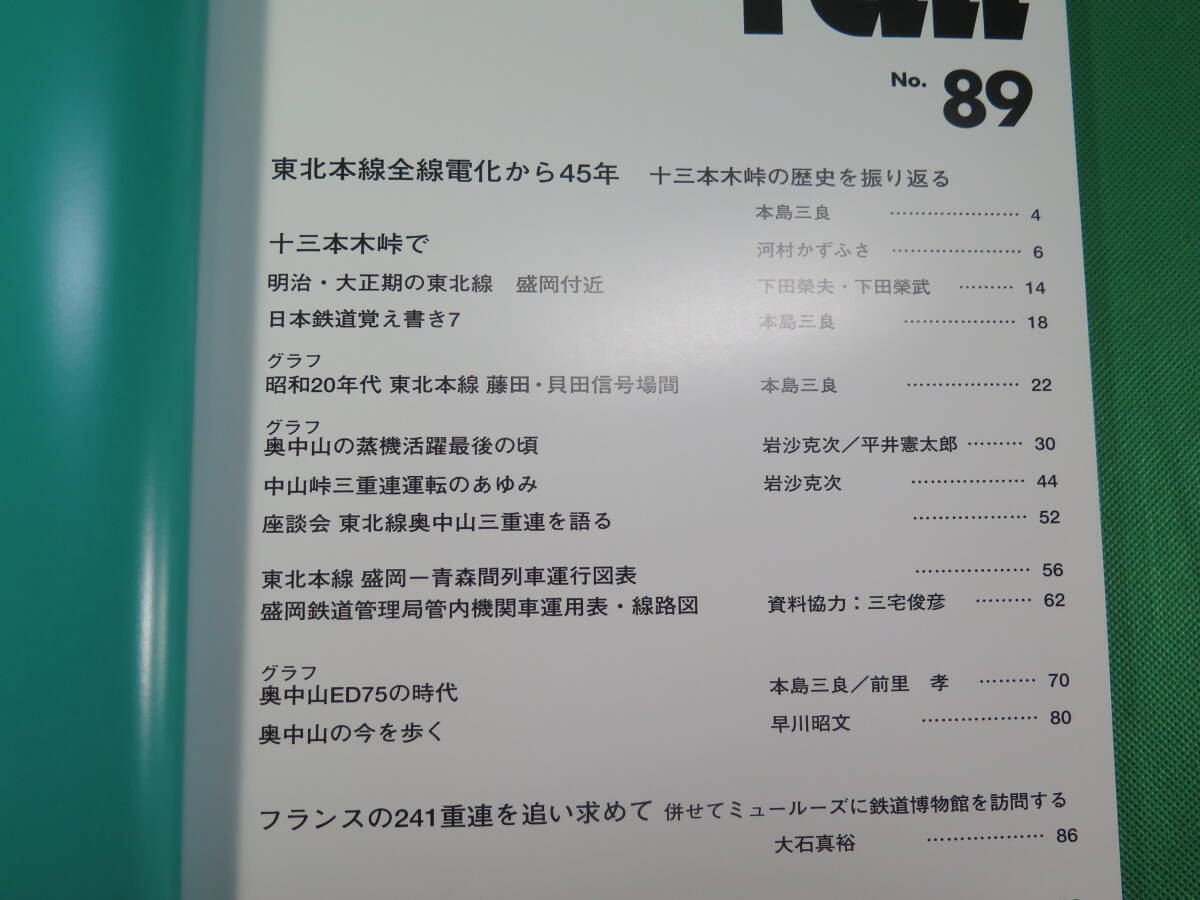 rail
No. 89
東北本線全線電化から45年 十三本木峠の歴史を振り返る
本島三良 ………………… 4
十三本木峠で 河村かずふさ ………………… 6
明治・大正期の東北線 盛岡付近 下田榮夫・下田榮武 ……… 14
日本鉄道覚え書き7 本島三良 ……………… 18
グラフ
昭和20年代 東北本線 藤田・貝田信号場間 本島三良 ……………… 22
グラフ
奥中山の蒸機活躍最後の頃 岩沙克次／平井憲太郎 ……… 30
中山峠三重連運転のあゆみ 岩沙克次 ……………… 44
座談会 東北線奥中山三重連を語る ……………… 52
東北本線 盛岡ー青森間列車運行図表 ……………… 56
盛岡鉄道管理局管内機関車運用表・線路図 資料協力：三宅俊彦 ……… 62
グラフ
奥中山ED75の時代 本島三良／前里 孝 ……… 70
奥中山の今を歩く 早川昭文 ……………… 80
フランスの241重連を追い求めて 併せてミュールーズに鉄道博物館を訪問する
大石真裕 ……………… 86